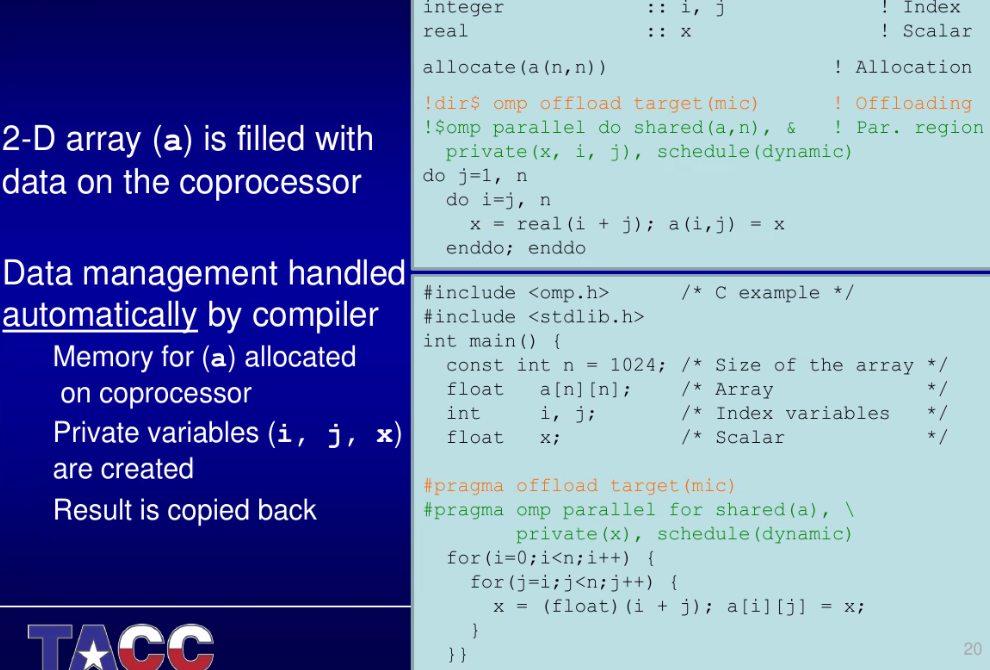 2-D array (a) is filled with
data on the coprocessor
Data management handled
automatically by compiler
Memory for (a) allocated
on coprocessor
Private variables (i, j, x)
are created
Result is copied back
TACC
integer            :: i, j             ! Index
real               :: x                ! Scalar
allocate(a(n,n))                   ! Allocation
!dir$ omp offload target(mic)      ! Offloading
!$omp parallel do shared(a,n), &   ! Par. region
  private(x, i, j), schedule(dynamic)
do j=1, n
  do i=j, n
    x = real(i + j); a(i,j) = x
  enddo; enddo
#include <omp.h>      /* C example */
#include <stdlib.h>
int main() {
  const int n = 1024; /* Size of the array */
  float   a[n][n];    /* Array             */
  int     i, j;       /* Index variables   */
  float   x;          /* Scalar            */
#pragma offload target(mic)
#pragma omp parallel for shared(a), \
        private(x), schedule(dynamic)
  for(i=0;i<n;i++) {
    for(j=i;j<n;j++) {
      x = (float)(i + j); a[i][j] = x;
    }
  }}
20